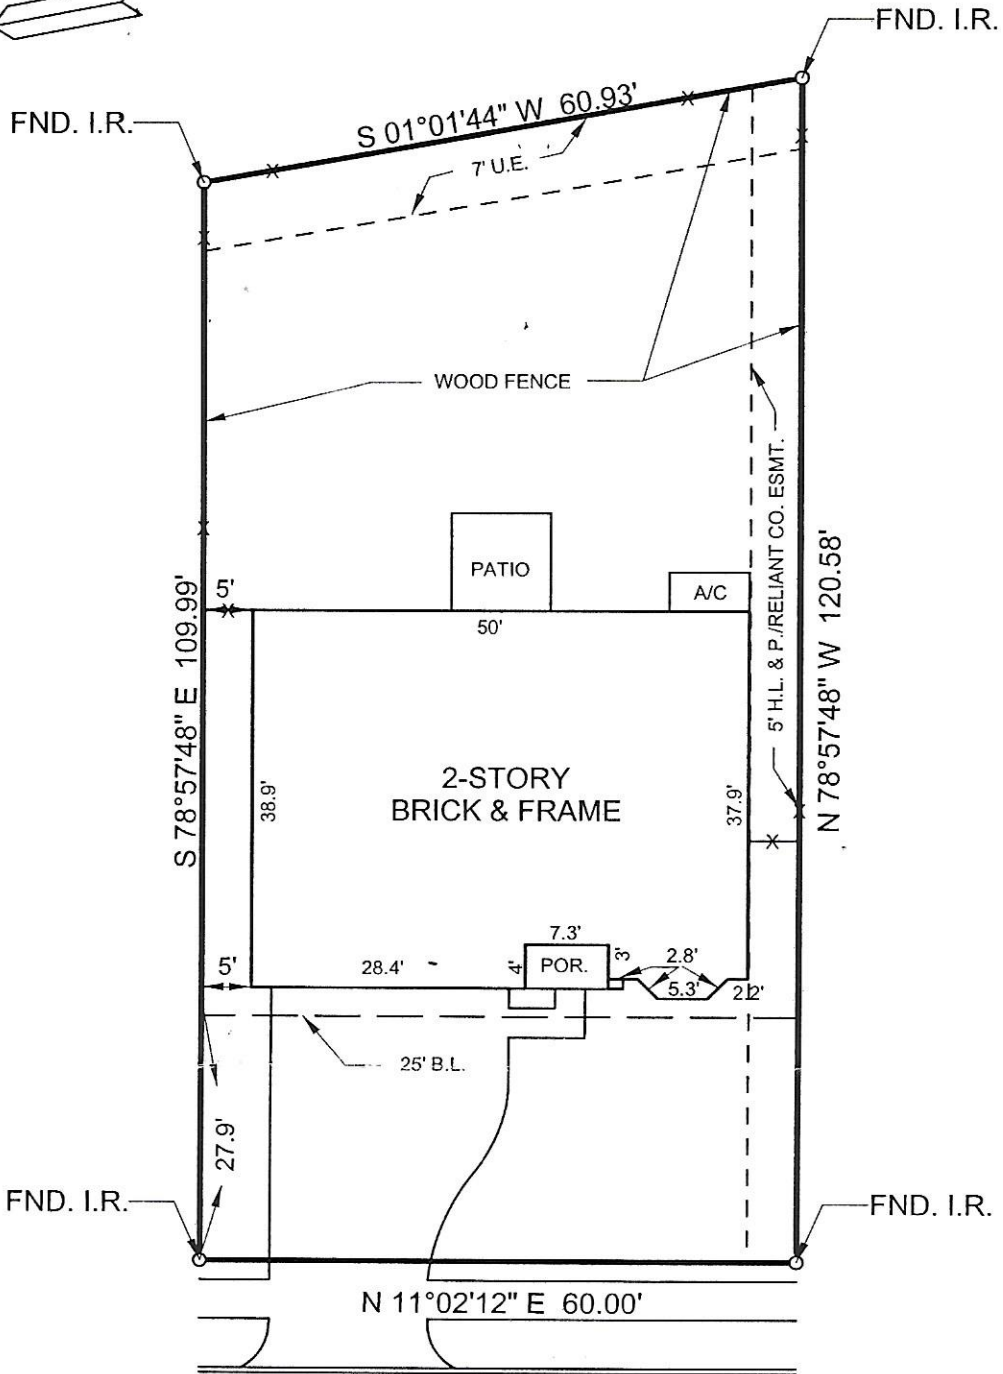 FND. I.R.
FND. I.R.
S 01°01'44" W 60.93'
7' U.E.
WOOD FENCE
5' H.L. & P./RELIANT CO. ESMT.
N 78°57'48" W 120.58'
S 78°57'48" E 109.99'
PATIO
A/C
5'
50'
2-STORY
BRICK & FRAME
38.9'
37.9'
7.3'
4'
POR.
3'
2.8'
5.3'
2.2'
5'
28.4'
25' B.L.
27.9'
FND. I.R.
FND. I.R.
N 11°02'12" E 60.00'